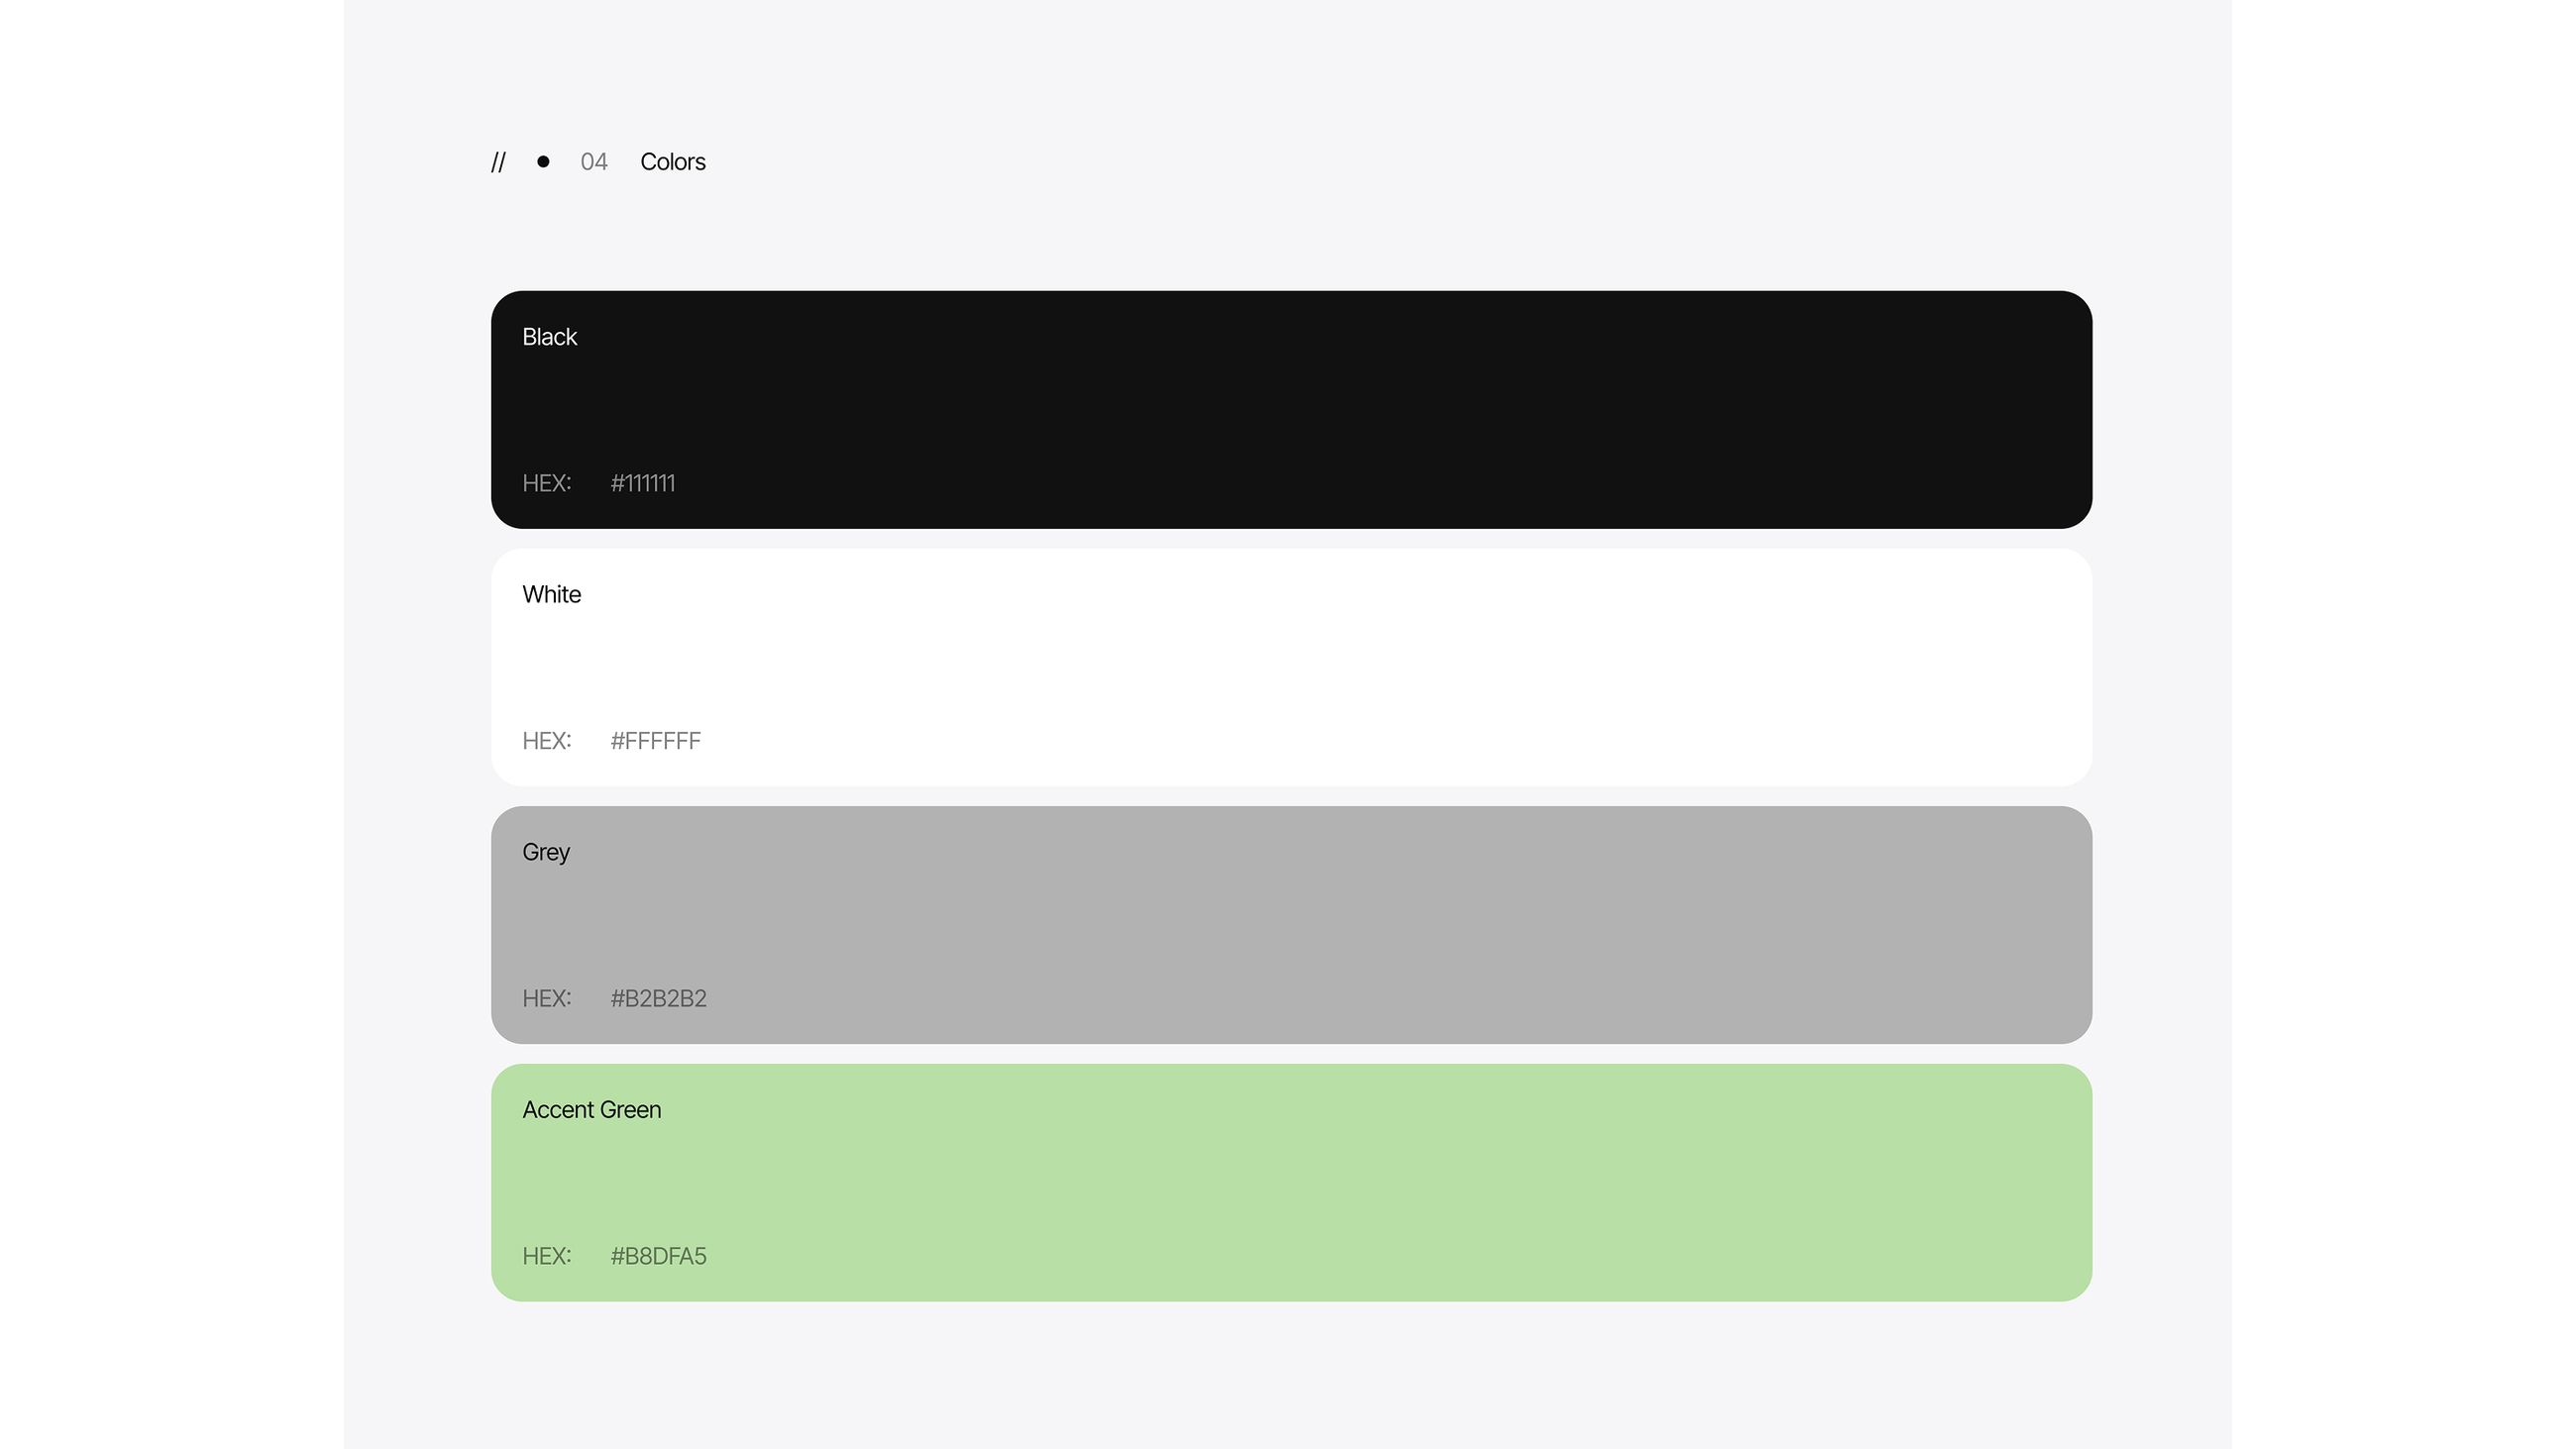 // ● 04 Colors
Black
HEX: #111111
White
HEX: #FFFFFF
Grey
HEX: #B2B2B2
Accent Green
HEX: #B8DFA5